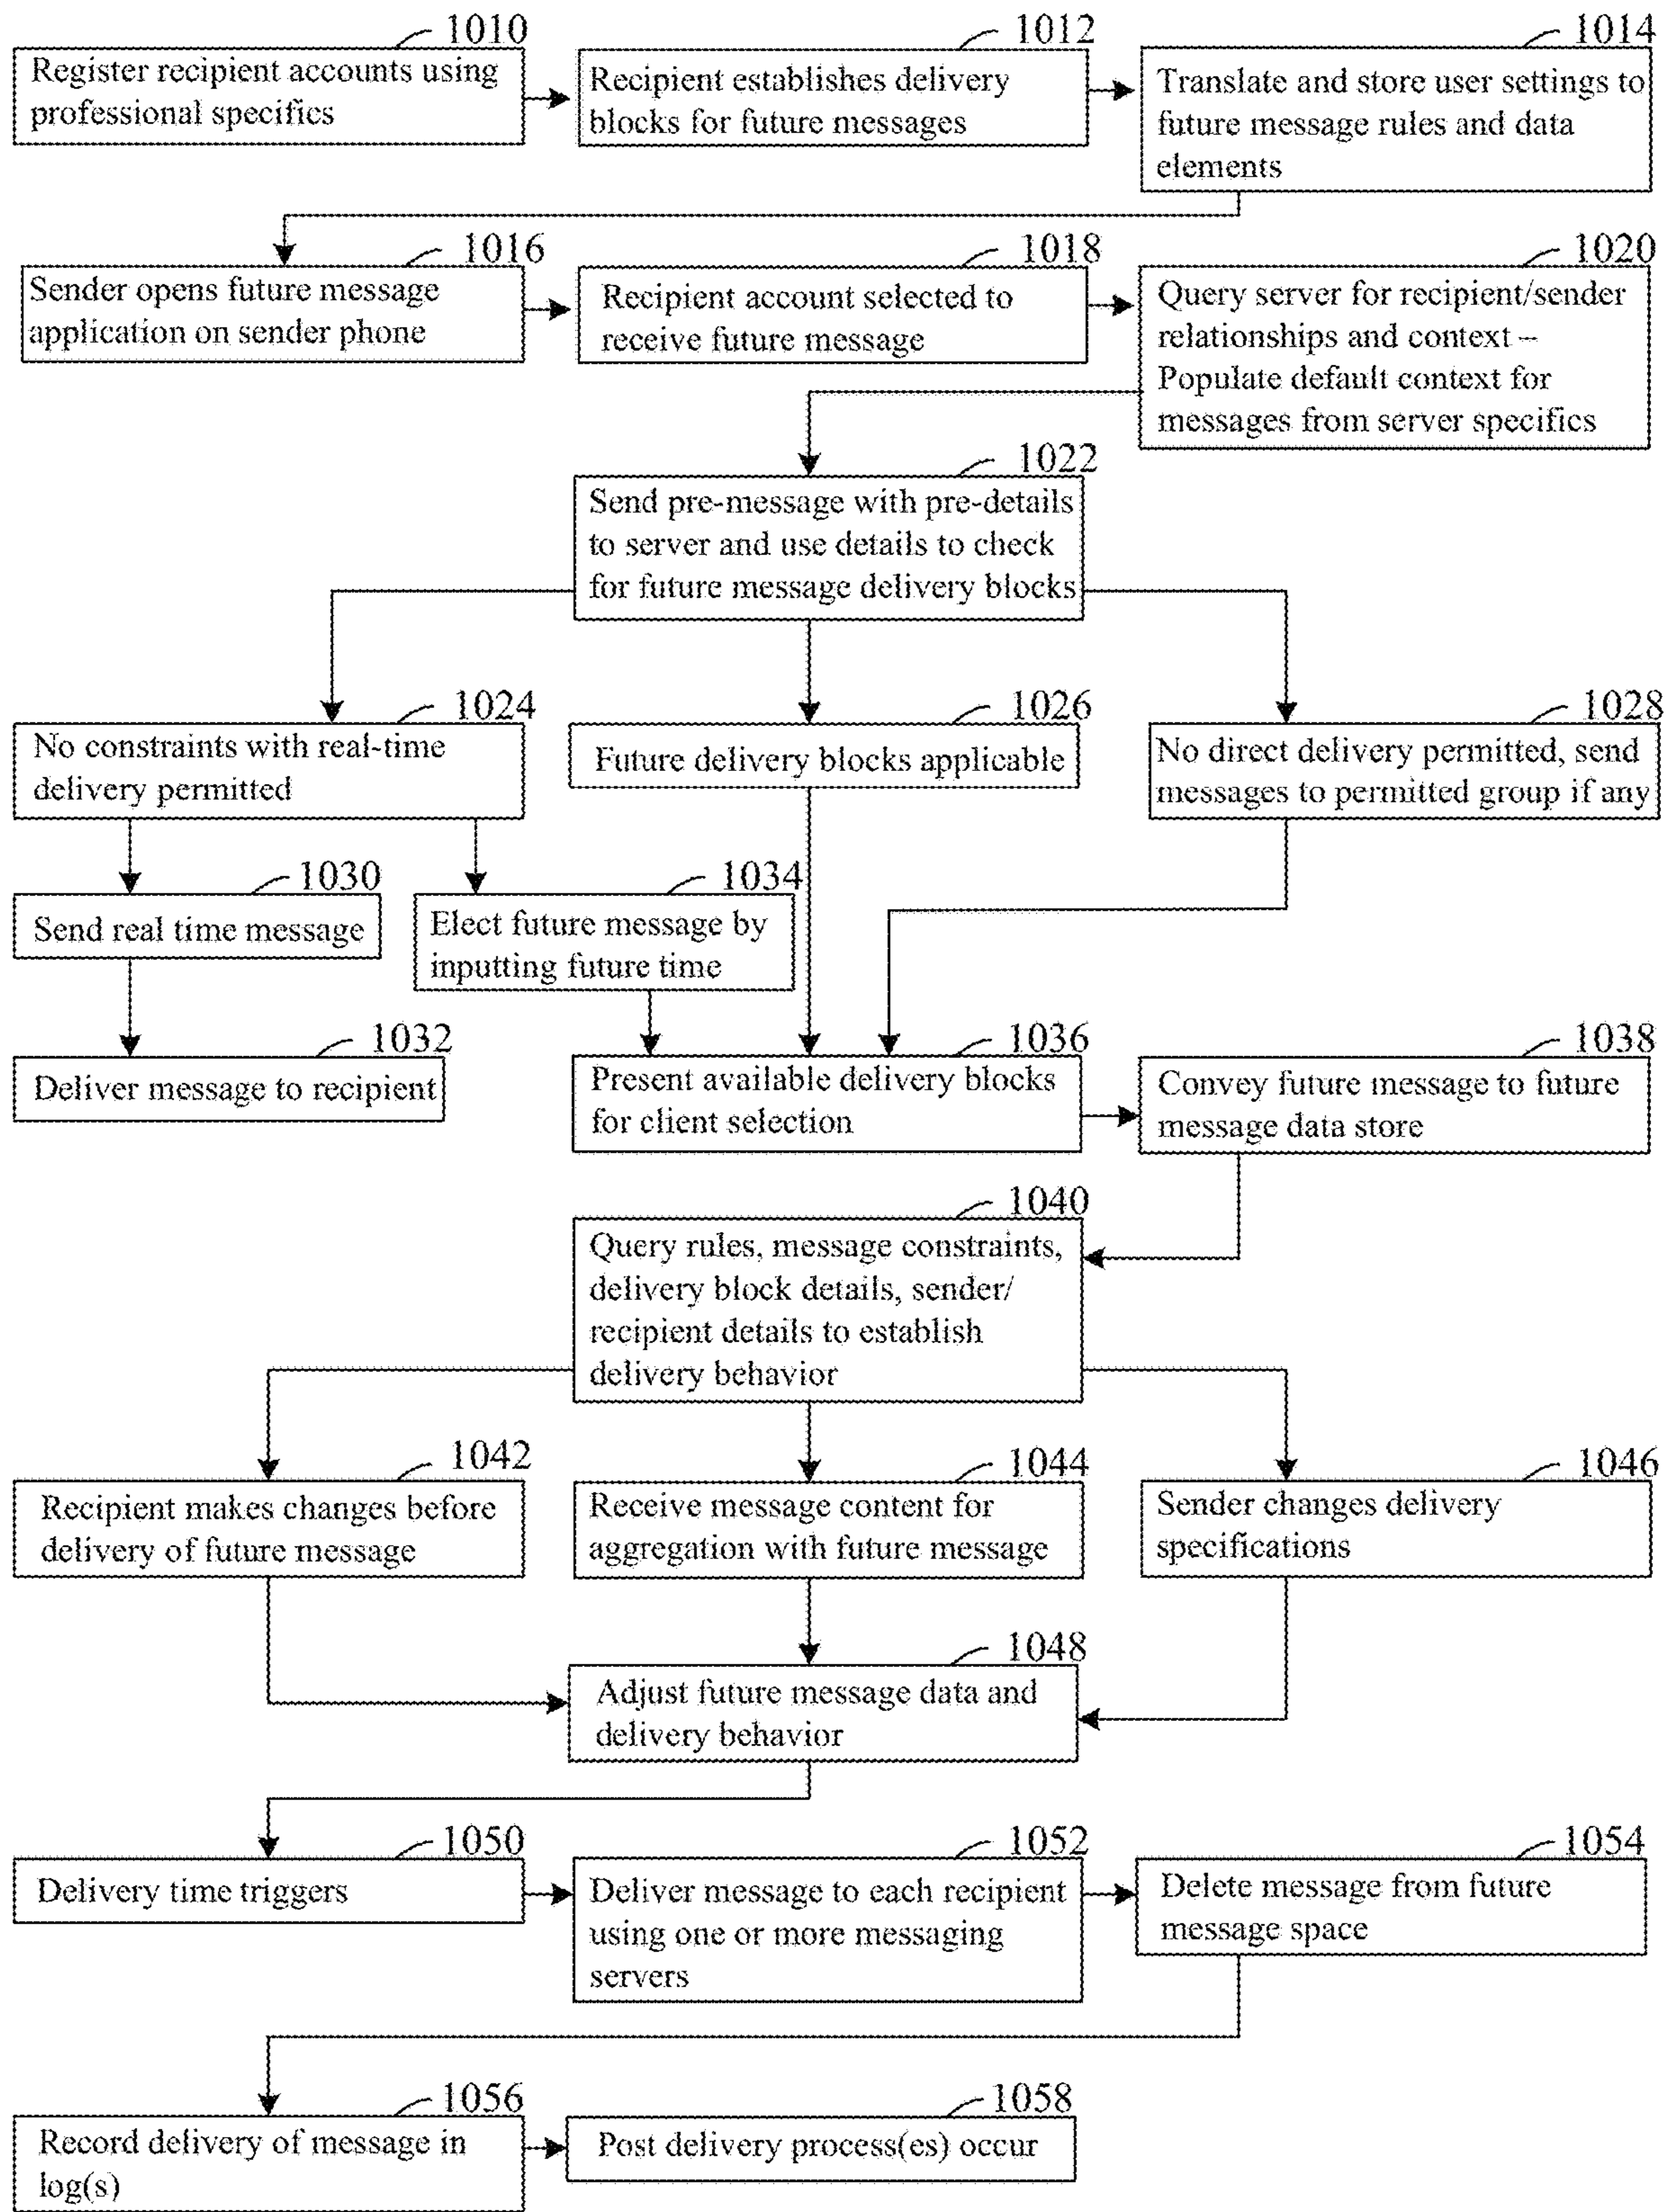 1010
Register recipient accounts using
professional specifics
1012
Recipient establishes delivery
blocks for future messages
1014
Translate and store user settings to
future message rules and data
elements
1016
Sender opens future message
application on sender phone
1018
Recipient account selected to
receive future message
1020
Query server for recipient/sender
relationships and context –
Populate default context for
messages from server specifics
1022
Send pre-message with pre-details
to server and use details to check
for future message delivery blocks
1024
No constraints with real-time
delivery permitted
1026
Future delivery blocks applicable
1028
No direct delivery permitted, send
messages to permitted group if any
1030
Send real time message
1034
Elect future message by
inputting future time
1032
Deliver message to recipient
1036
Present available delivery blocks
for client selection
1038
Convey future message to future
message data store
1040
Query rules, message constraints,
delivery block details, sender/
recipient details to establish
delivery behavior
1042
Recipient makes changes before
delivery of future message
1044
Receive message content for
aggregation with future message
1046
Sender changes delivery
specifications
1048
Adjust future message data and
delivery behavior
1050
Delivery time triggers
1052
Deliver message to each recipient
using one or more messaging
servers
1054
Delete message from future
message space
1056
Record delivery of message in
log(s)
1058
Post delivery process(es) occur